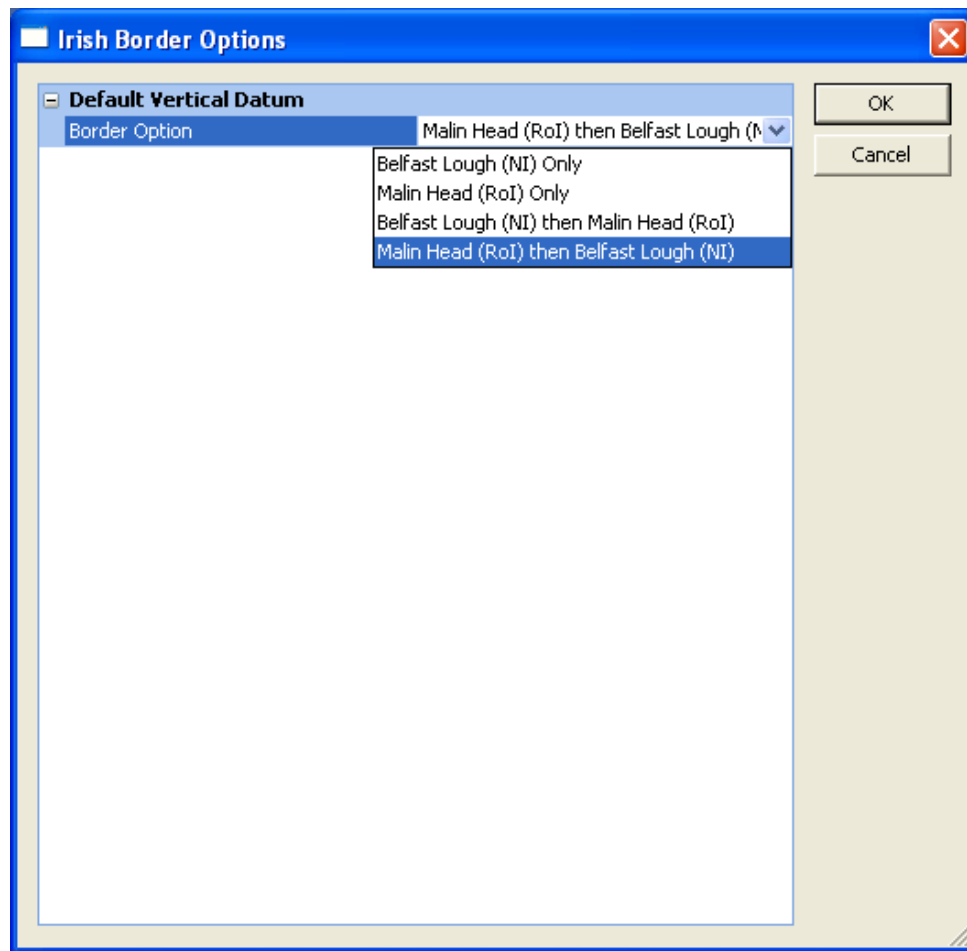 Irish Border Options
Default Vertical Datum
OK
Border Option Malin Head (RoI) then Belfast Lough (N
Cancel
Belfast Lough (NI) Only
Malin Head (RoI) Only
Belfast Lough (NI) then Malin Head (RoI)
Malin Head (RoI) then Belfast Lough (NI)